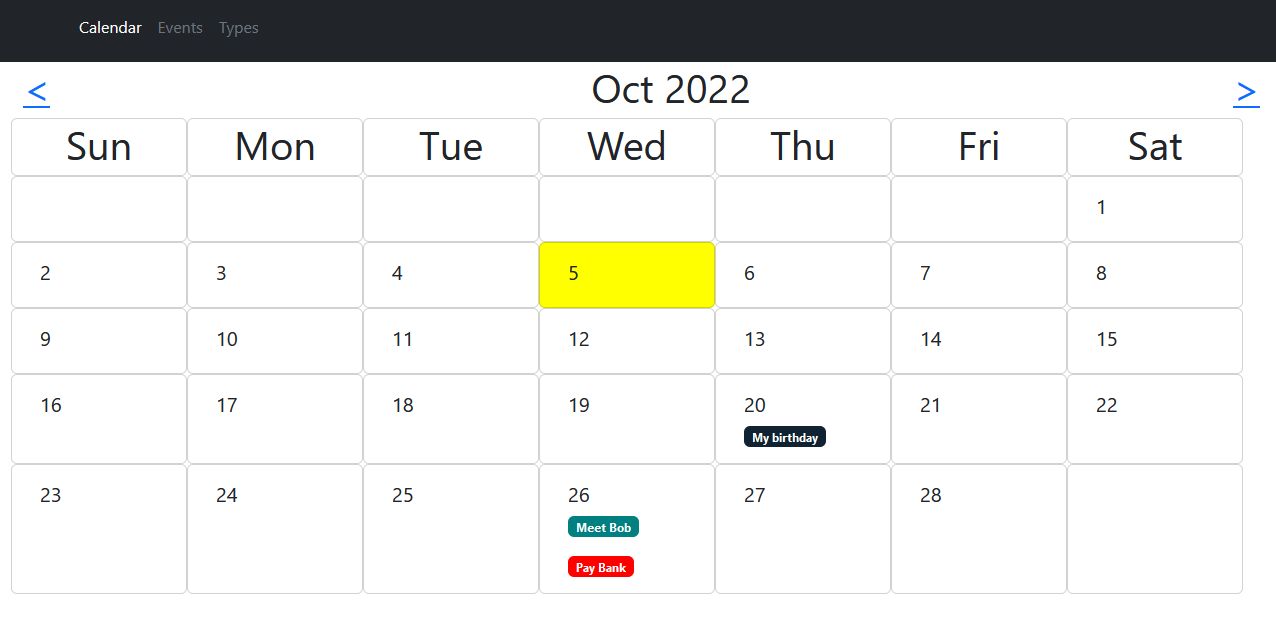 Calendar Events Types
< Oct 2022 >
Sun Mon Tue Wed Thu Fri Sat
1
2 3 4 5 6 7 8
9 10 11 12 13 14 15
16 17 18 19 20 21 22
My birthday
23 24 25 26 27 28
Meet Bob
Pay Bank